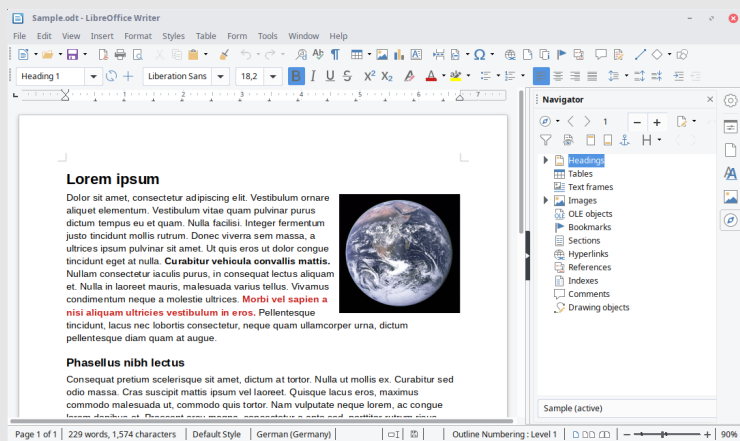 Sample.odt - LibreOffice Writer
File Edit View Insert Format Styles Table Form Tools Window Help
Heading 1 Liberation Sans 18,2 B I U S X² X₂ A A
1 1 2 3 4 5 6 7
Navigator
1
Headings
Tables
Text frames
Images
OLE objects
Bookmarks
Sections
Hyperlinks
References
Indexes
Comments
Drawing objects
Sample (active)
Lorem ipsum
Dolor sit amet, consectetur adipiscing elit. Vestibulum ornare
aliquet elementum. Vestibulum vitae quam pulvinar purus
dictum tempus eu et quam. Nulla facilisi. Integer fermentum
justo tincidunt mollis rutrum. Donec viverra sem massa, a
ultrices ipsum pulvinar sit amet. Ut quis eros ut dolor congue
tincidunt eget at nulla. Curabitur vehicula convallis mattis.
Nullam consectetur iaculis purus, in consequat lectus aliquam
et. Nulla in laoreet mauris, malesuada varius tellus. Vivamus
condimentum neque a molestie ultrices. Morbi vel sapien a
nisi aliquam ultricies vestibulum in eros. Pellentesque
tincidunt, lacus nec lobortis consectetur, neque quam ullamcorper urna, dictum
pellentesque diam quam at augue.
Phasellus nibh lectus
Consequat pretium scelerisque sit amet, dictum at tortor. Nulla ut mollis ex. Curabitur sed
odio massa. Cras suscipit mattis ipsum vel laoreet. Quisque lacus eros, maximus
commodo malesuada ut, commodo quis tortor. Nam vulputate neque lorem, ac congue
Page 1 of 1 229 words, 1,574 characters Default Style German (Germany) Outline Numbering : Level 1 90%